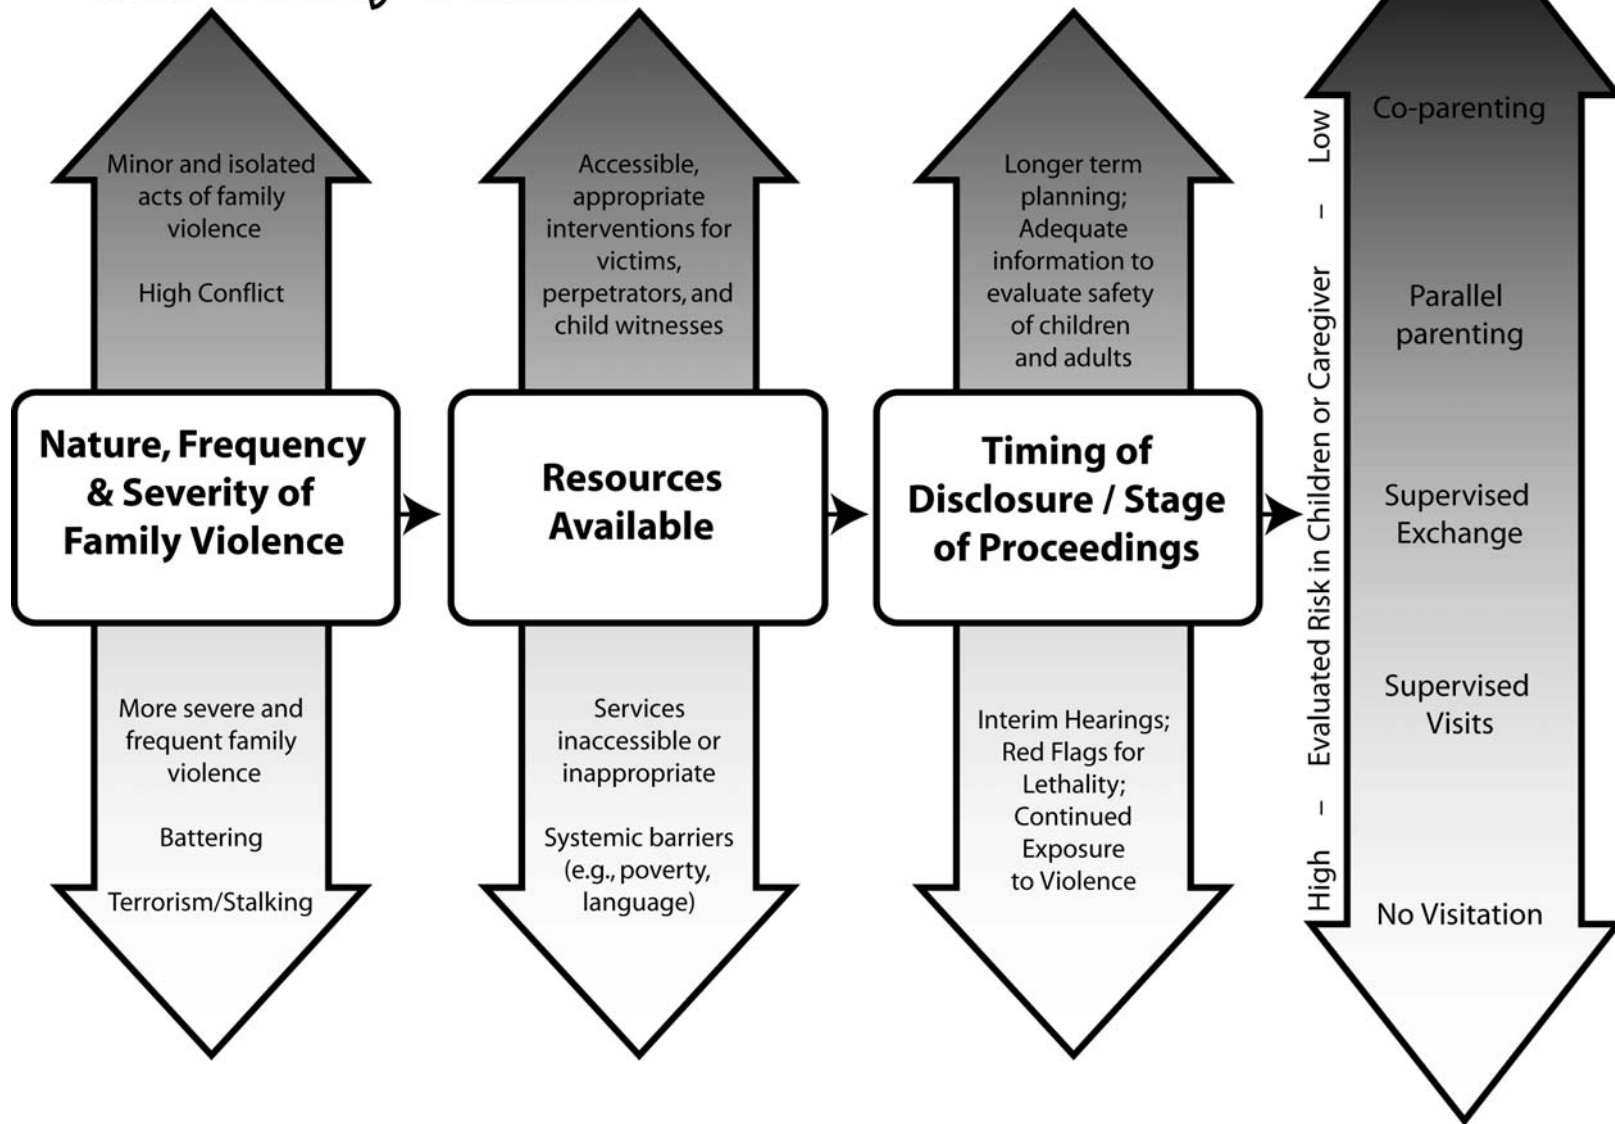 Minor and isolated
acts of family
violence
High Conflict
Nature, Frequency
& Severity of
Family Violence
More severe and
frequent family
violence
Battering
Terrorism/Stalking
Accessible,
appropriate
interventions for
victims,
perpetrators, and
child witnesses
Resources
Available
Services
inaccessible or
inappropriate
Systemic barriers
(e.g., poverty,
language)
Longer term
planning;
Adequate
information to
evaluate safety
of children
and adults
Timing of
Disclosure / Stage
of Proceedings
Interim Hearings;
Red Flags for
Lethality;
Continued
Exposure
to Violence
High – Evaluated Risk in Children or Caregiver – Low
Co-parenting
Parallel
parenting
Supervised
Exchange
Supervised
Visits
No Visitation